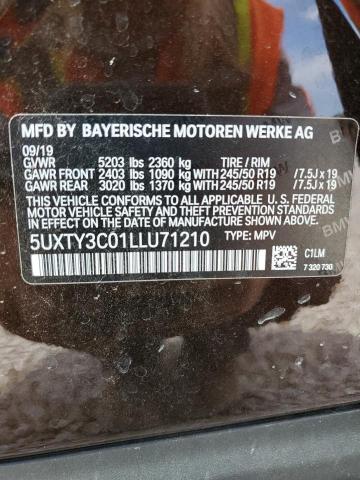 MFD BY BAYERISCHE MOTOREN WERKE AG
09/19
GVWR 5203 lbs 2360 kg TIRE / RIM
GAWR FRONT 2403 lbs 1090 kg WITH 245/50 R19 /7.5J x 19
GAWR REAR 3020 lbs 1370 kg WITH 245/50 R19 /7.5J x 19
THIS VEHICLE CONFORMS TO ALL APPLICABLE U.S. FEDERAL
MOTOR VEHICLE SAFETY STANDARDS IN EFFECT ON THE
DATE OF MANUFACTURE SHOWN ABOVE.
5UXTY3C01LLU71210 TYPE: MPV
C1LM
7 320 730